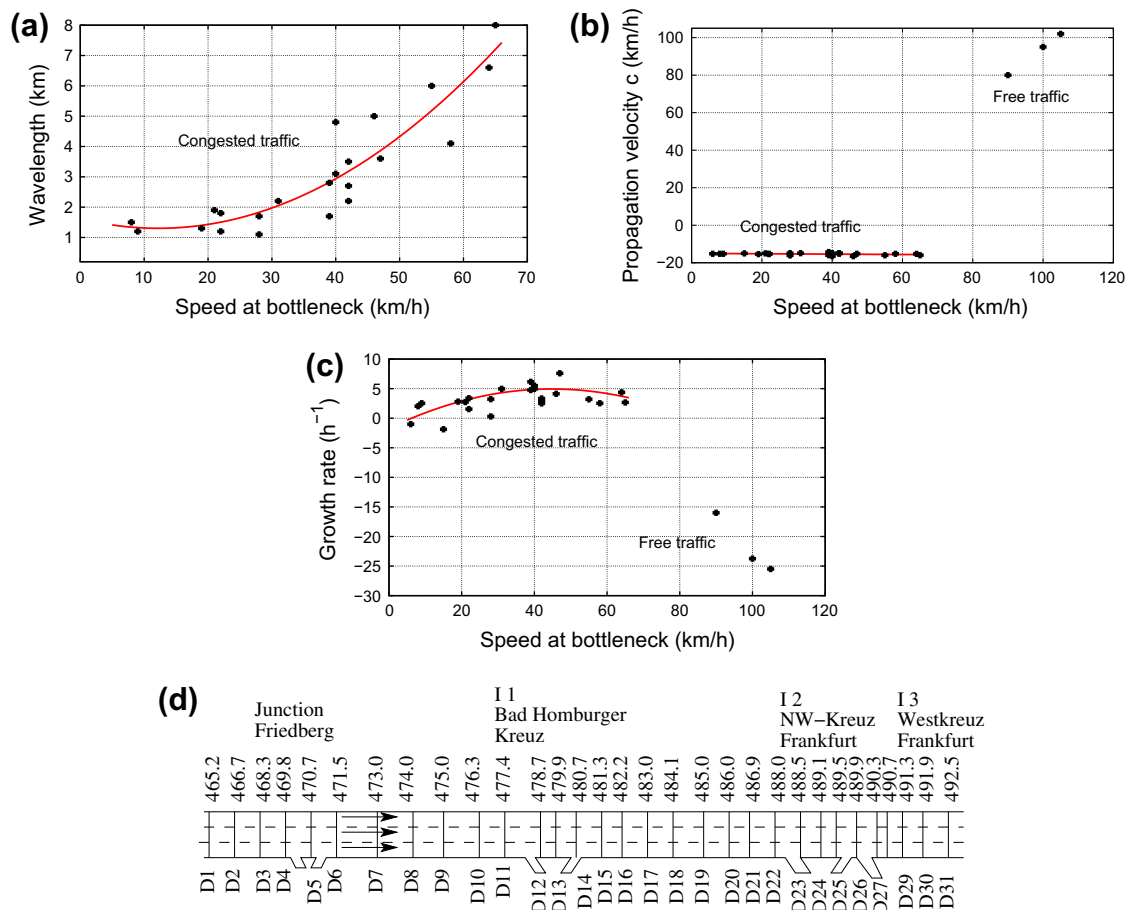 (a)
8
7
6
5
4
3
2
1
Wavelength (km)
Congested traffic
0 10 20 30 40 50 60 70
Speed at bottleneck (km/h)
(b)
100
80
60
40
20
0
−20
Propagation velocity c (km/h)
Free traffic
Congested traffic
0 20 40 60 80 100 120
Speed at bottleneck (km/h)
(c)
10
5
0
−5
−10
−15
−20
−25
−30
Growth rate (h⁻¹)
Congested traffic
Free traffic
0 20 40 60 80 100 120
Speed at bottleneck (km/h)
(d)
Junction
Friedberg
I 1
Bad Homburger
Kreuz
I 2
NW−Kreuz
Frankfurt
I 3
Westkreuz
Frankfurt
465.2 466.7 468.3 469.8 470.7 471.5 473.0 474.0 475.0 476.3 477.4 478.7 479.9 480.7 481.3 482.2 483.0 484.1 485.0 486.0 486.9 488.0 488.5 489.1 489.5 489.9 490.3 490.7 491.3 491.9 492.5
D1 D2 D3 D4 D5 D6 D7 D8 D9 D10 D11 D12 D13 D14 D15 D16 D17 D18 D19 D20 D21 D22 D23 D24 D25 D26 D27 D29 D30 D31